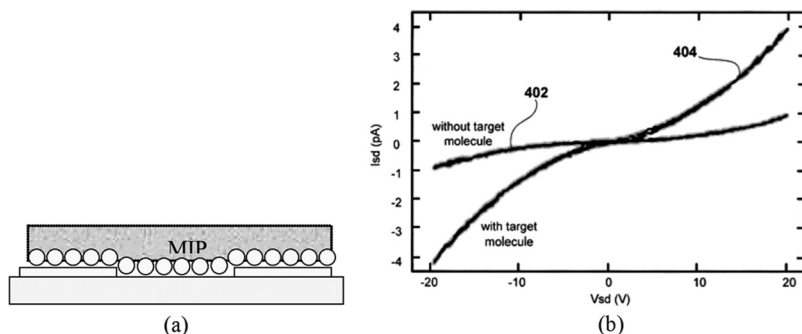 MIP
(a)
4
3
2
1
0
-1
-2
-3
-4
Isd (pA)
404
402
without target
molecule
with target
molecule
-20
-10
0
10
20
Vsd (V)
(b)